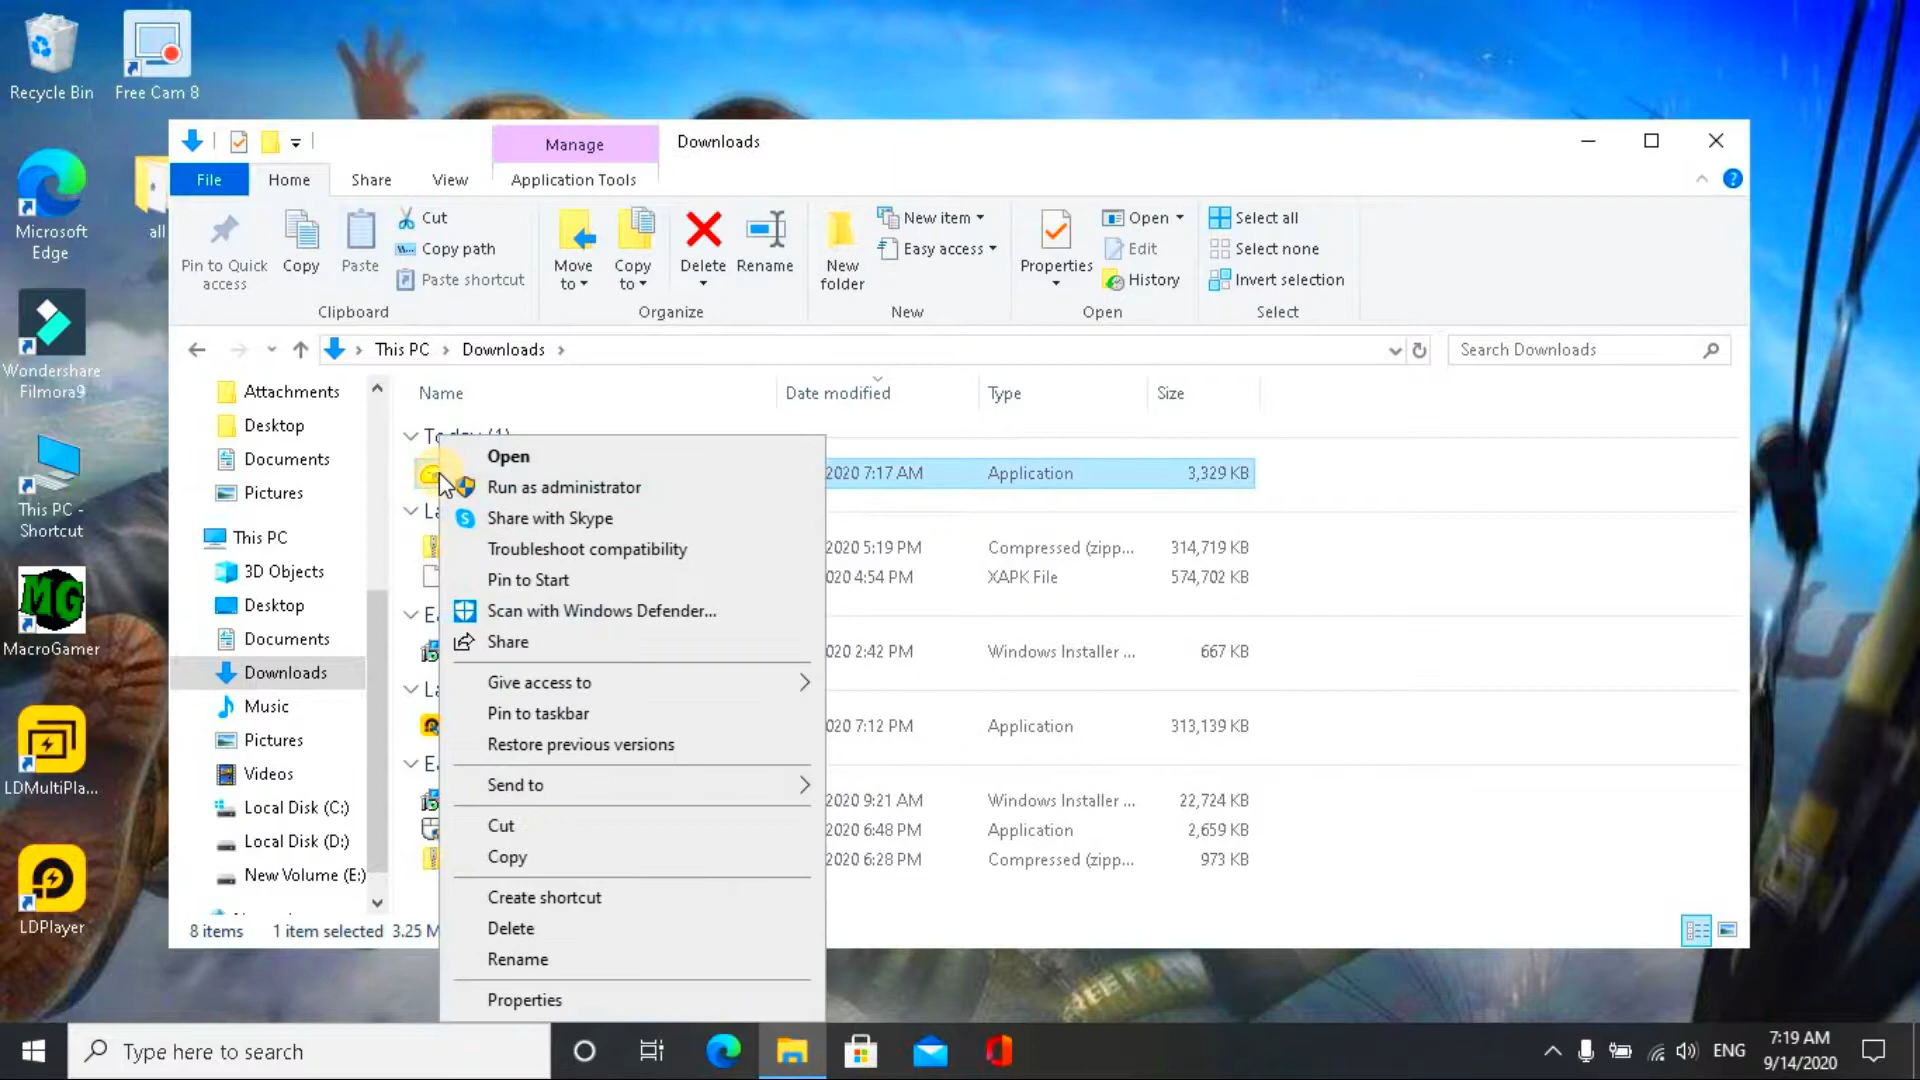 Recycle Bin
Free Cam 8
Microsoft
Edge
all
Wondershare
Filmora9
This PC -
Shortcut
MG
MacroGamer
LDMultiPla...
LDPlayer
Manage
Downloads
File
Home
Share
View
Application Tools
Pin to Quick
access
Copy
Paste
Cut
Copy path
Paste shortcut
Clipboard
Move
to
Copy
to
Delete
Rename
Organize
New
folder
New item
Easy access
New
Properties
Open
Edit
History
Open
Select all
Select none
Invert selection
Select
This PC
Downloads
Search Downloads
Attachments
Desktop
Documents
Pictures
This PC
3D Objects
Desktop
Documents
Downloads
Music
Pictures
Videos
Local Disk (C:)
Local Disk (D:)
New Volume (E:)
Name
Date modified
Type
Size
2020 7:17 AM Application 3,329 KB
2020 5:19 PM Compressed (zipp... 314,719 KB
020 4:54 PM XAPK File 574,702 KB
020 2:42 PM Windows Installer ... 667 KB
020 7:12 PM Application 313,139 KB
2020 9:21 AM Windows Installer ... 22,724 KB
2020 6:48 PM Application 2,659 KB
2020 6:28 PM Compressed (zipp... 973 KB
Open
Run as administrator
Share with Skype
Troubleshoot compatibility
Pin to Start
Scan with Windows Defender...
Share
Give access to
Pin to taskbar
Restore previous versions
Send to
Cut
Copy
Create shortcut
Delete
Rename
Properties
8 items
1 item selected
3.25 M
Type here to search
ENG
7:19 AM
9/14/2020